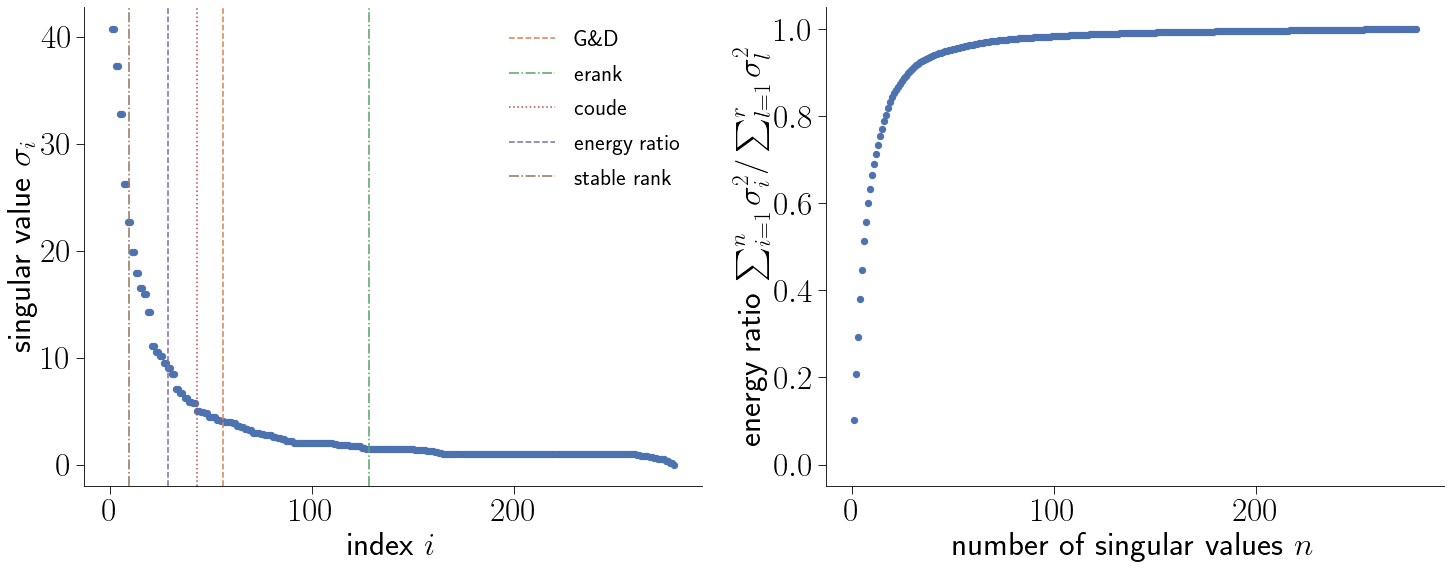 singular value σ_i
40
30
20
10
0
0
100
200
index i
G&D
erank
coude
energy ratio
stable rank
energy ratio ∑_{i=1}^{n} σ_i^2 / ∑_{l=1}^{r} σ_l^2
1.0
0.8
0.6
0.4
0.2
0.0
0
100
200
number of singular values n